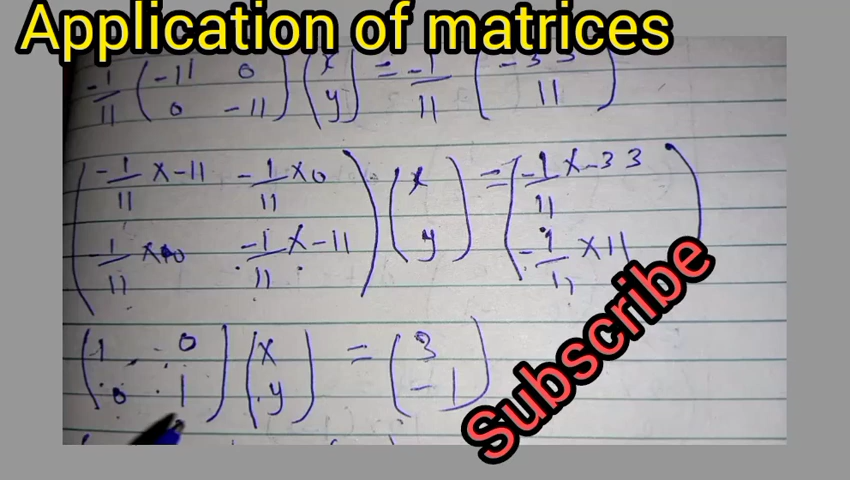 Application of matrices
-1/11 ( -11 0 ) ( x ) = -1/11 ( -33 )
( 0 -11 ) ( y ) ( 11 )
( -1/11 x -11 -1/11 x 0 ) ( x ) = ( -1/11 x -33 )
( -1/11 x 0 -1/11 x -11 ) ( y ) ( -1/11 x 11 )
( 1 0 ) ( x ) = ( 3 )
( 0 1 ) ( y ) ( -1 )
Subscribe